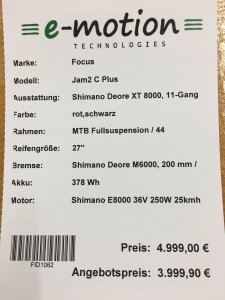 e-motion
TECHNOLOGIES
Marke: Focus
Modell: Jam2 C Plus
Ausstattung: Shimano Deore XT 8000, 11-Gang
Farbe: rot,schwarz
Rahmen: MTB Fullsuspension / 44
Reifengröße: 27"
Bremse: Shimano Deore M6000, 200 mm /
Akku: 378 Wh
Motor: Shimano E8000 36V 250W 25kmh
Preis: 4.999,00 €
Angebotspreis: 3.999,90 €
FID1062